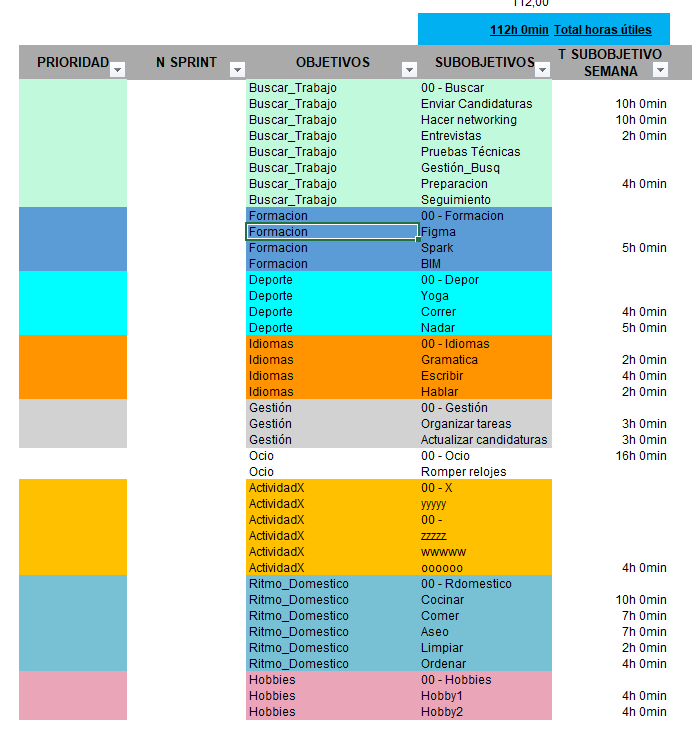 112,00
112h 0min Total horas útiles
PRIORIDAD N SPRINT OBJETIVOS SUBOBJETIVOS T SUBOBJETIVO SEMANA
Buscar_Trabajo 00 - Buscar
Buscar_Trabajo Enviar Candidaturas 10h 0min
Buscar_Trabajo Hacer networking 10h 0min
Buscar_Trabajo Entrevistas 2h 0min
Buscar_Trabajo Pruebas Técnicas
Buscar_Trabajo Gestión_Busq
Buscar_Trabajo Preparacion 4h 0min
Buscar_Trabajo Seguimiento
Formacion 00 - Formacion
Formacion Figma
Formacion Spark 5h 0min
Formacion BIM
Deporte 00 - Depor
Deporte Yoga
Deporte Correr 4h 0min
Deporte Nadar 5h 0min
Idiomas 00 - Idiomas
Idiomas Gramatica 2h 0min
Idiomas Escribir 4h 0min
Idiomas Hablar 2h 0min
Gestión 00 - Gestión
Gestión Organizar tareas 3h 0min
Gestión Actualizar candidaturas 3h 0min
Ocio 00 - Ocio 16h 0min
Ocio Romper relojes
ActividadX 00 - X
ActividadX yyyyy
ActividadX 00 -
ActividadX zzzzz
ActividadX wwwww
ActividadX oooooo 4h 0min
Ritmo_Domestico 00 - Rdomestico
Ritmo_Domestico Cocinar 10h 0min
Ritmo_Domestico Comer 7h 0min
Ritmo_Domestico Aseo 7h 0min
Ritmo_Domestico Limpiar 2h 0min
Ritmo_Domestico Ordenar 4h 0min
Hobbies 00 - Hobbies
Hobbies Hobby1 4h 0min
Hobbies Hobby2 4h 0min